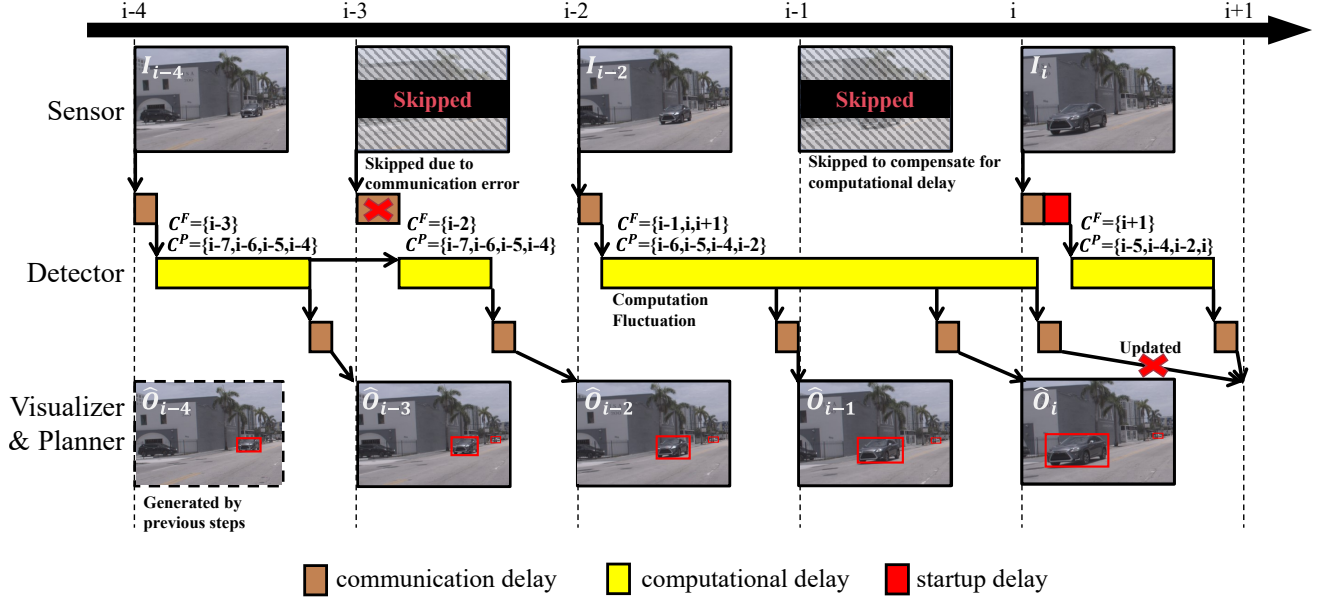 i-4 i-3 i-2 i-1 i i+1
Sensor
I_{i-4}
Skipped
I_{i-2}
Skipped
I_i
Skipped due to
communication error
Skipped to compensate for
computational delay
Detector
C^F={i-3}
C^P={i-7,i-6,i-5,i-4}
C^F={i-2}
C^P={i-7,i-6,i-5,i-4}
C^F={i-1,i,i+1}
C^P={i-6,i-5,i-4,i-2}
C^F={i+1}
C^P={i-5,i-4,i-2,i}
Computation
Fluctuation
Updated
Visualizer
& Planner
Ô_{i-4}
Ô_{i-3}
Ô_{i-2}
Ô_{i-1}
Ô_i
Generated by
previous steps
communication delay
computational delay
startup delay